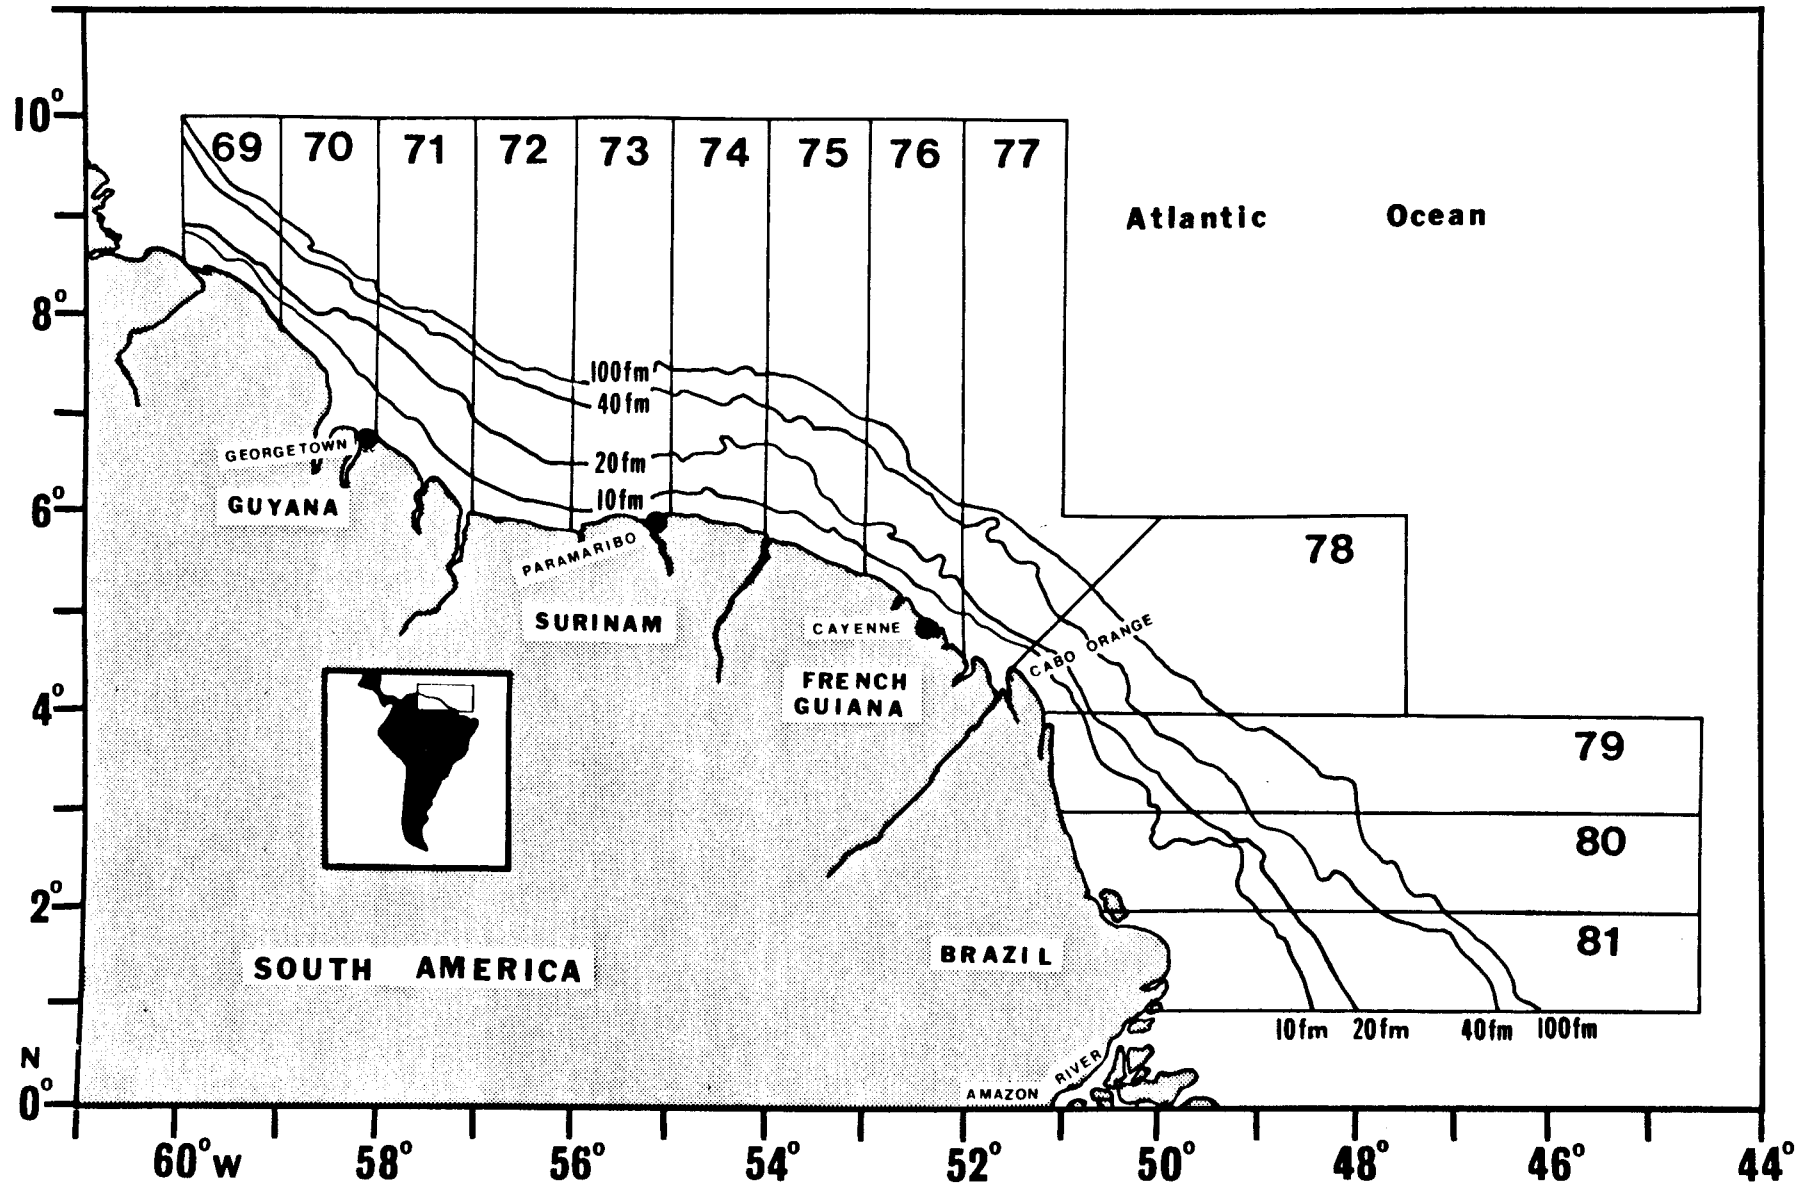 10°
69 70 71 72 73 74 75 76 77
Atlantic Ocean
8°
100fm
40fm
GEORGETOWN
20fm
GUYANA
10fm
6°
PARAMARIBO
78
SURINAM
CAYENNE
CABO ORANGE
FRENCH
GUIANA
4°
79
80
2°
81
BRAZIL
SOUTH AMERICA
10fm 20fm 40fm 100fm
N
AMAZON RIVER
0°
60°W 58° 56° 54° 52° 50° 48° 46° 44°